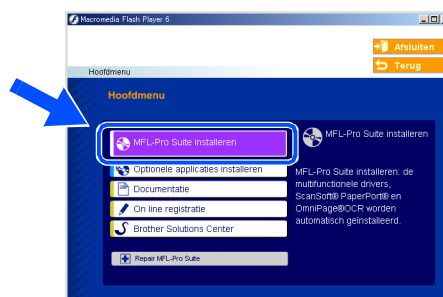 Macromedia Flash Player 6
Afsluiten
Terug
Hoofdmenu
Hoofdmenu
MFL-Pro Suite installeren
Optionele applicaties installeren
Documentatie
On line registratie
Brother Solutions Center
Repair MFL-Pro Suite
MFL-Pro Suite installeren
MFL-Pro Suite installeren: de
multifunctionele drivers,
ScanSoft® PaperPort® en
OmniPage®OCR worden
automatisch geïnstalleerd.